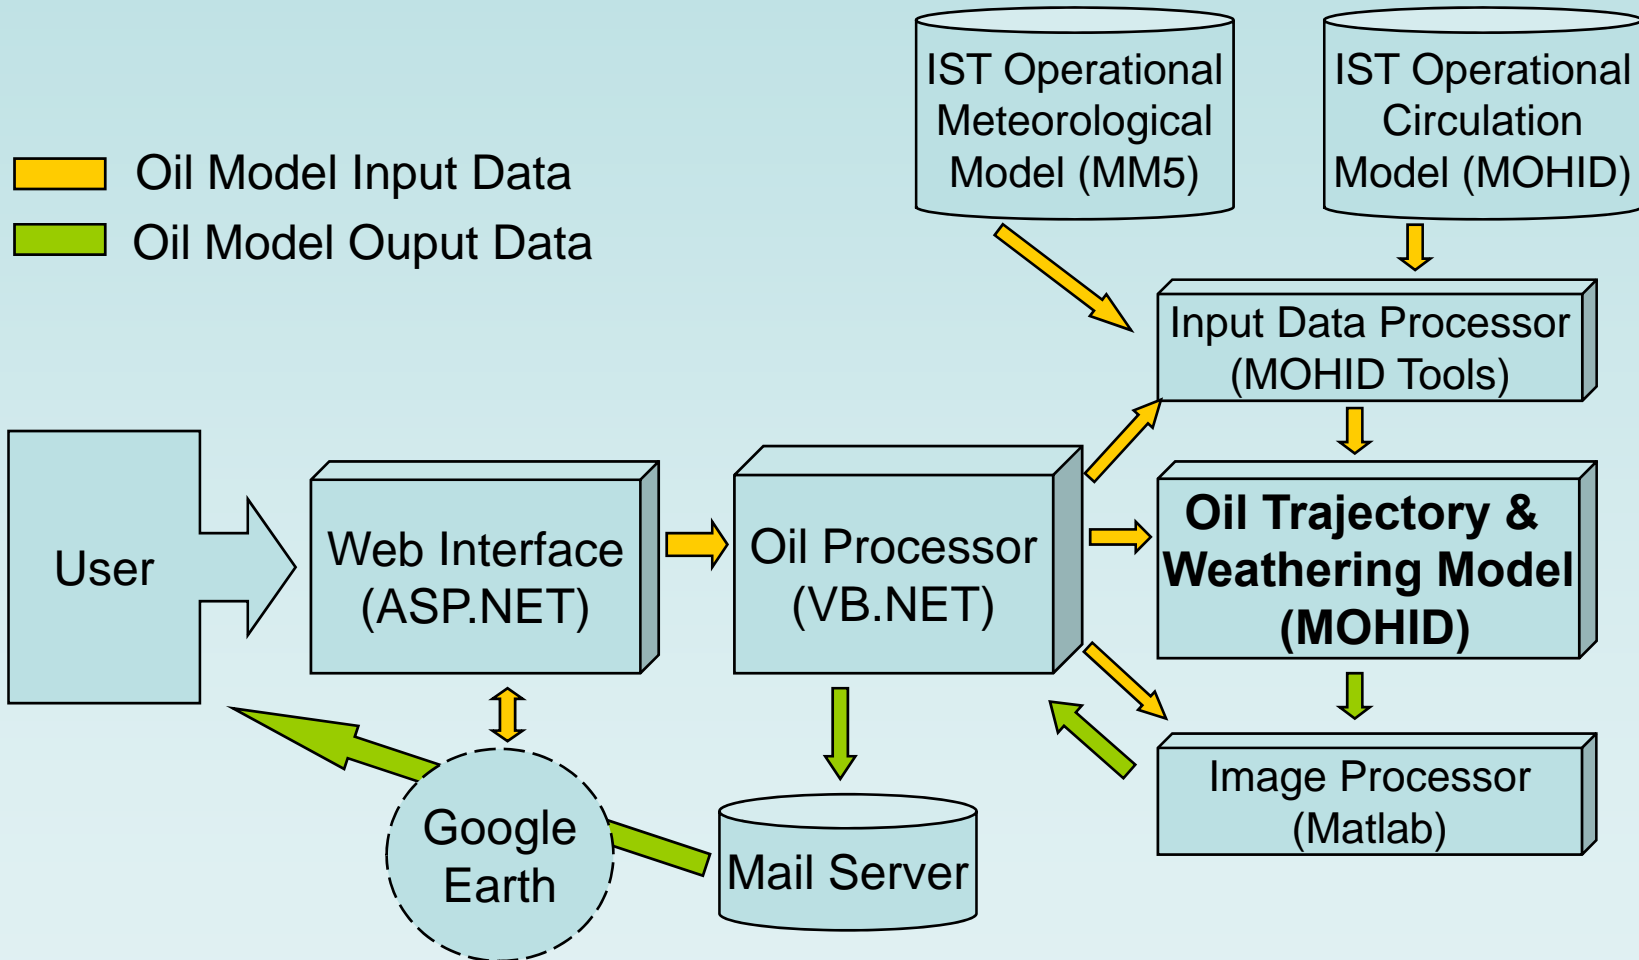 IST Operational
Meteorological
Model (MM5)
IST Operational
Circulation
Model (MOHID)
Oil Model Input Data
Oil Model Ouput Data
Input Data Processor
(MOHID Tools)
User
Web Interface
(ASP.NET)
Oil Processor
(VB.NET)
Oil Trajectory &
Weathering Model
(MOHID)
Google
Earth
Mail Server
Image Processor
(Matlab)